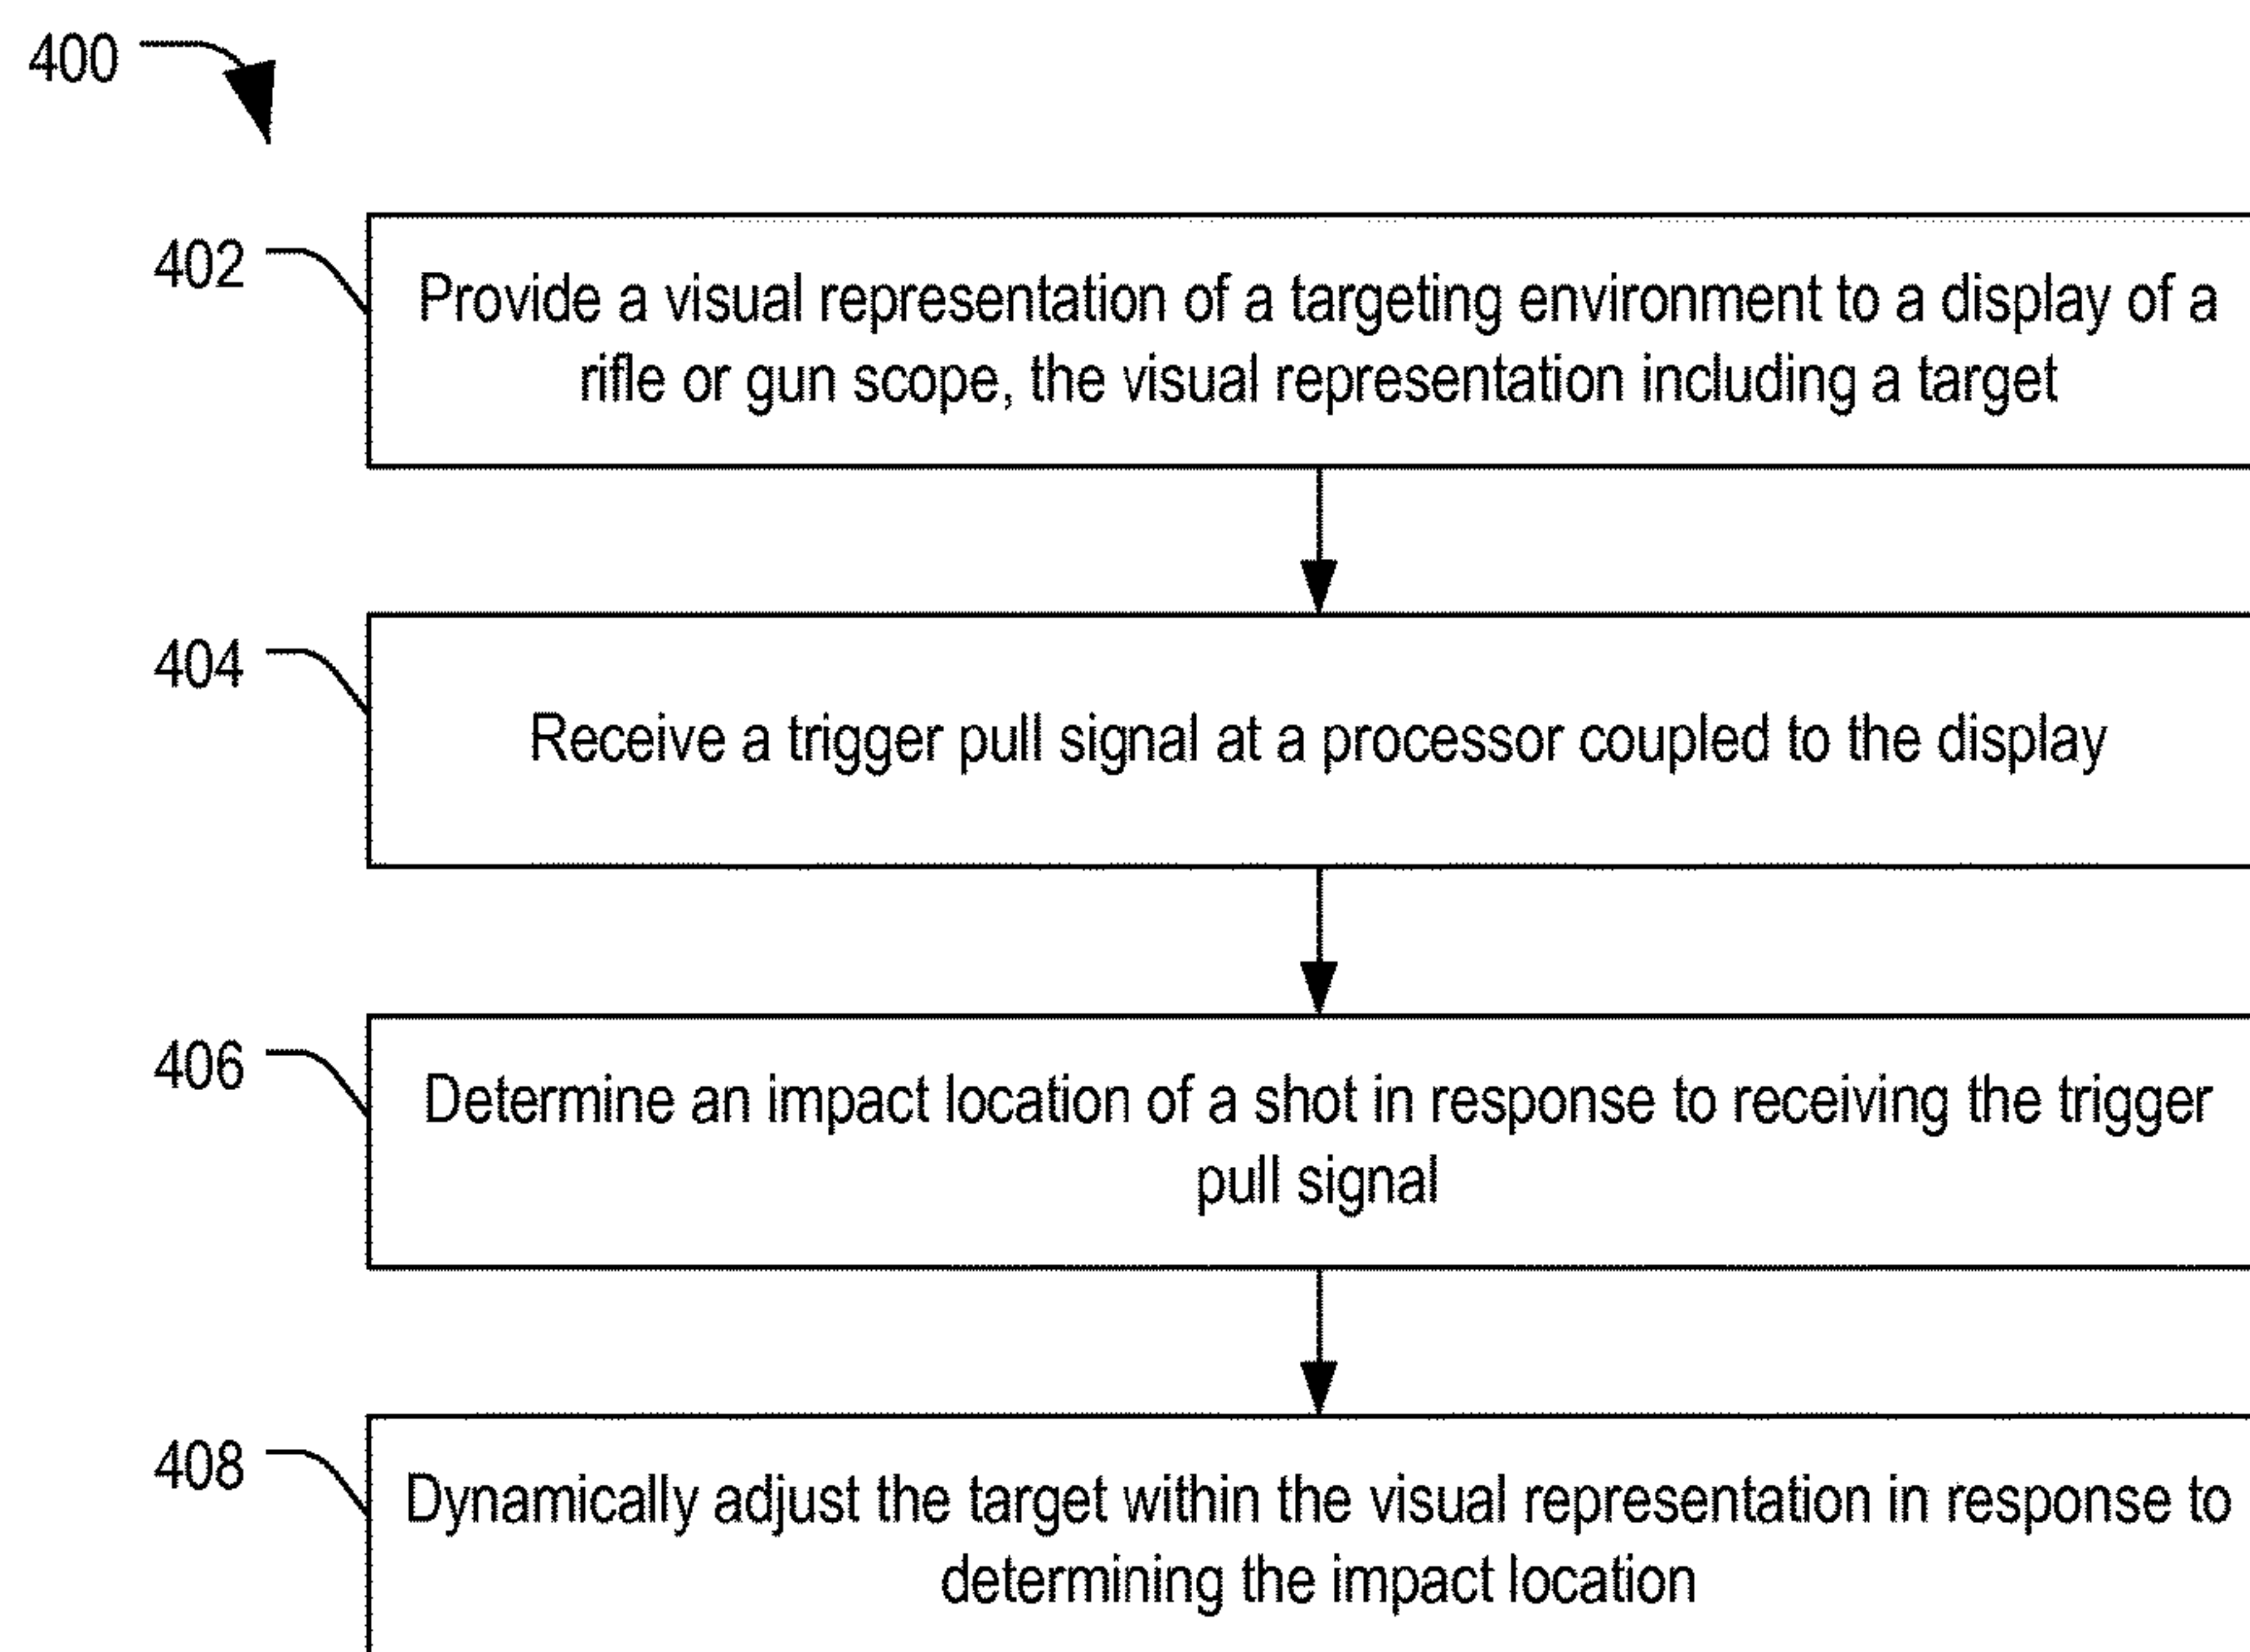 400
402
Provide a visual representation of a targeting environment to a display of a
rifle or gun scope, the visual representation including a target
404
Receive a trigger pull signal at a processor coupled to the display
406
Determine an impact location of a shot in response to receiving the trigger
pull signal
408
Dynamically adjust the target within the visual representation in response to
determining the impact location